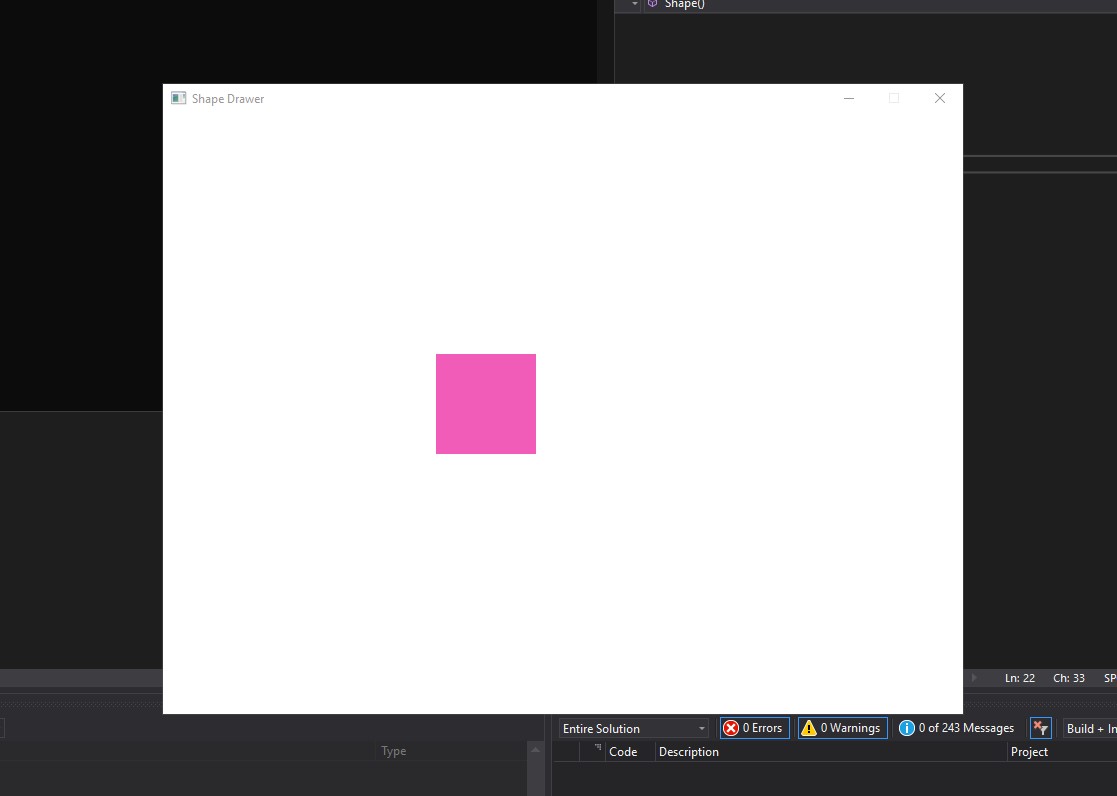 Shape()
Shape Drawer
Ln: 22 Ch: 33 SP
Entire Solution 0 Errors 0 Warnings 0 of 243 Messages Build + In
Type Code Description Project